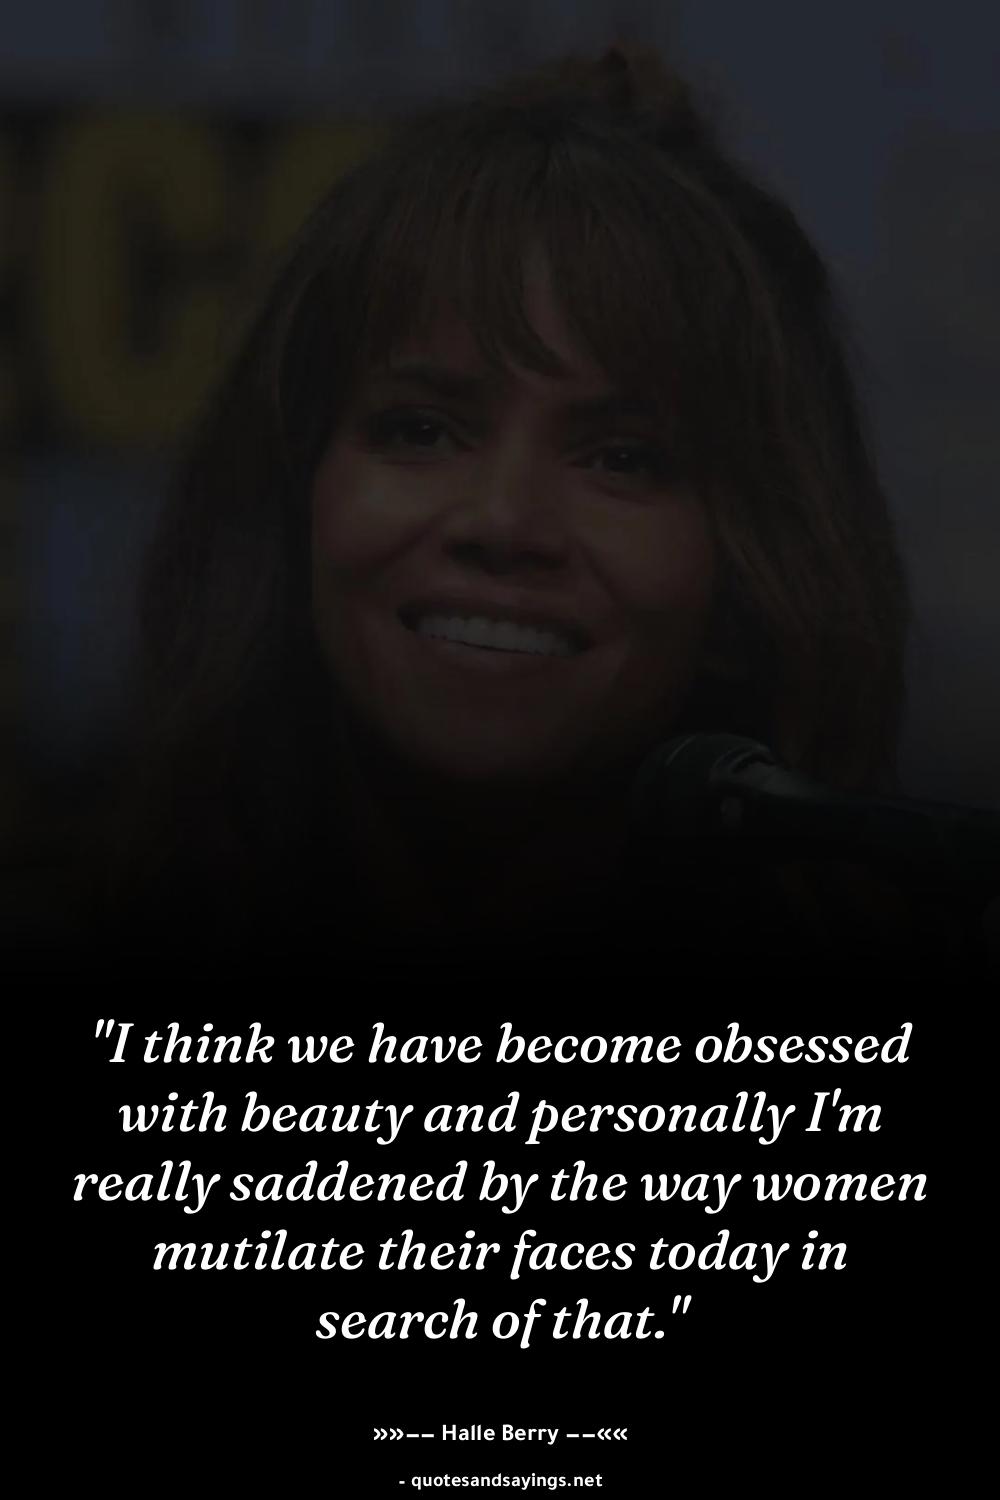 "I think we have become obsessed
with beauty and personally I'm
really saddened by the way women
mutilate their faces today in
search of that."
»»—— Halle Berry ——««
- quotesandsayings.net